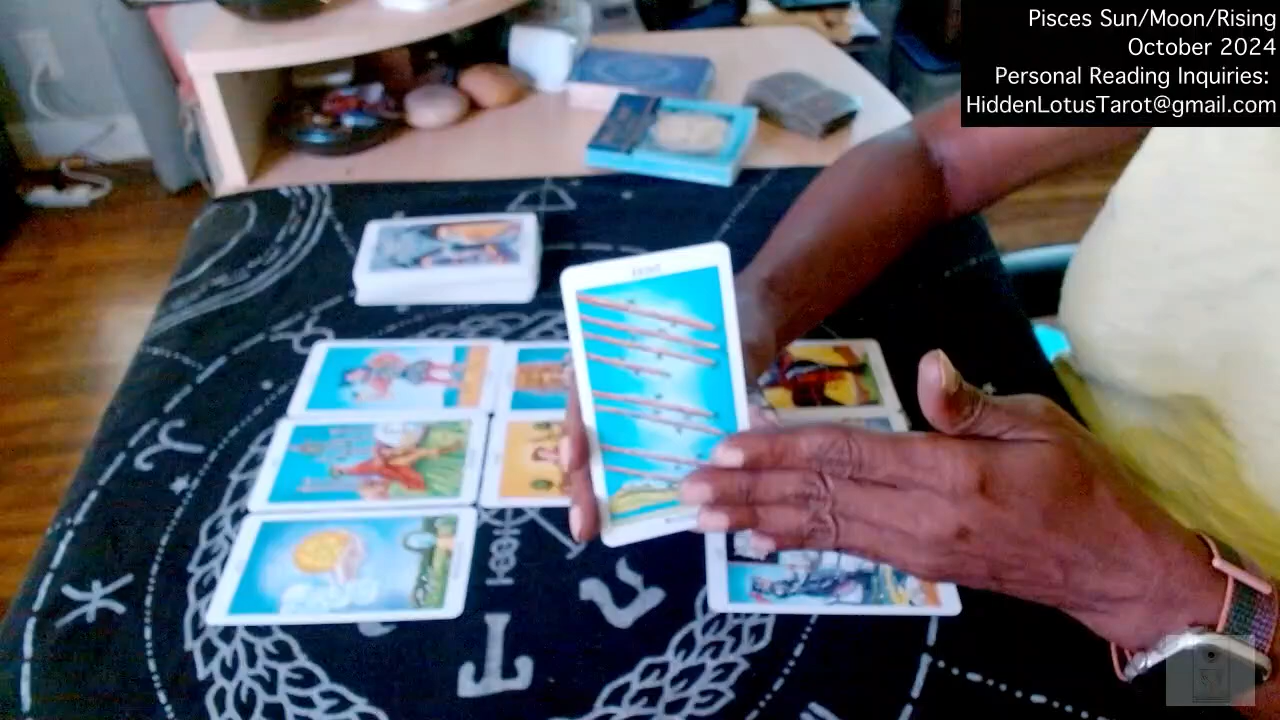 Pisces Sun/Moon/Rising
October 2024
Personal Reading Inquiries:
HiddenLotusTarot@gmail.com